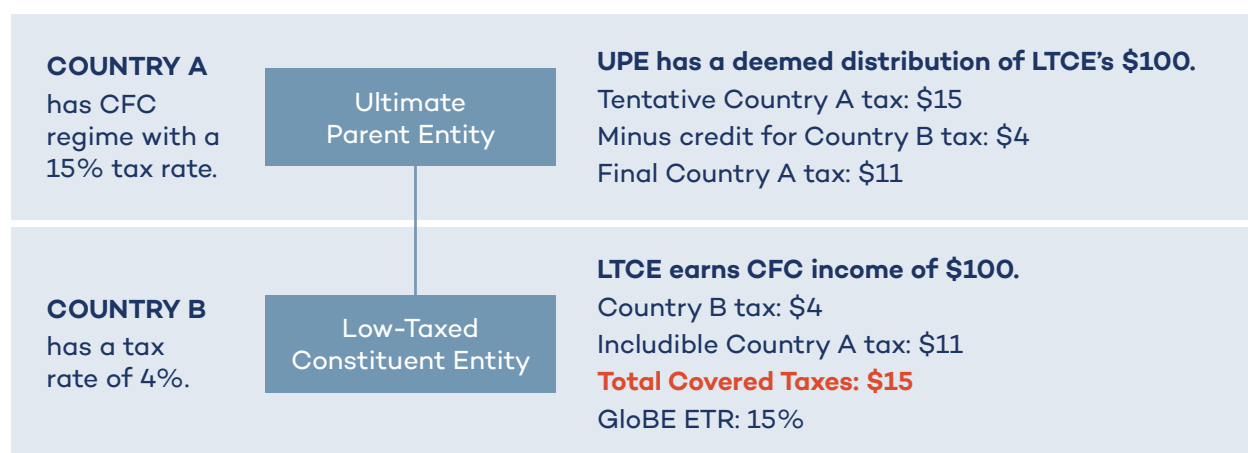 COUNTRY A
has CFC
regime with a
15% tax rate.
Ultimate
Parent Entity
UPE has a deemed distribution of LTCE’s $100.
Tentative Country A tax: $15
Minus credit for Country B tax: $4
Final Country A tax: $11
COUNTRY B
has a tax
rate of 4%.
Low-Taxed
Constituent Entity
LTCE earns CFC income of $100.
Country B tax: $4
Includible Country A tax: $11
Total Covered Taxes: $15
GloBE ETR: 15%